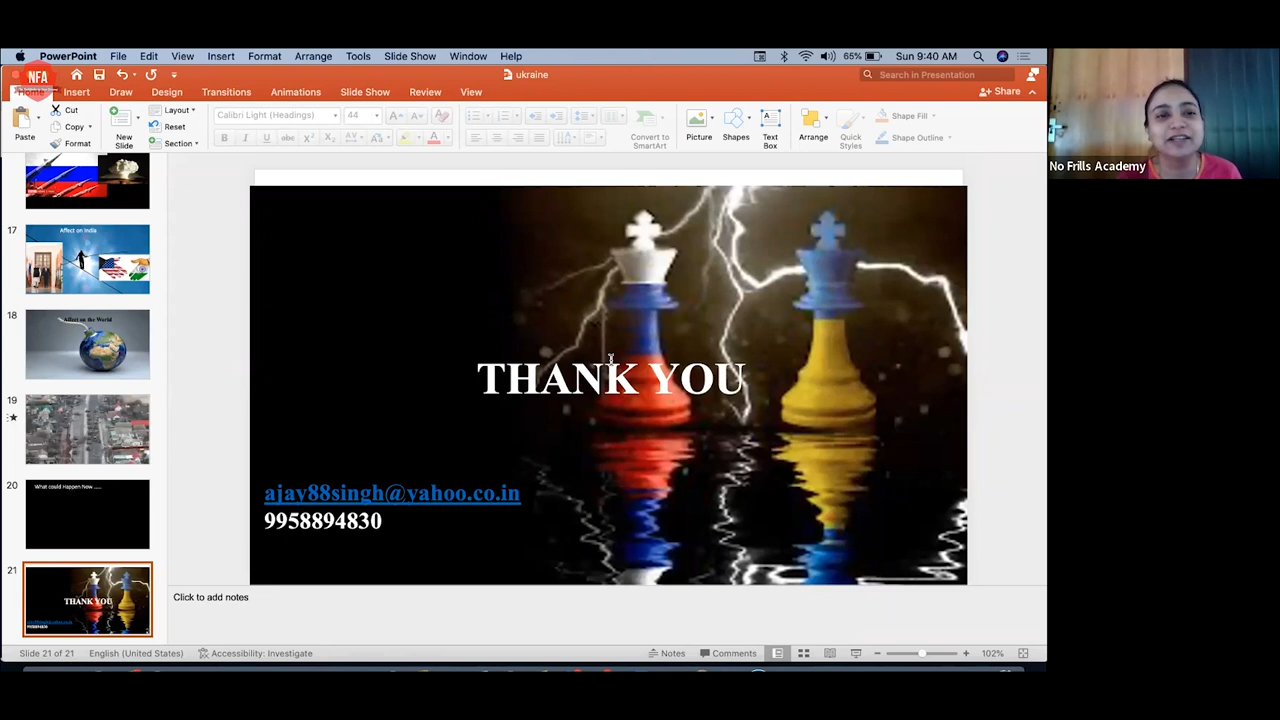 PowerPoint File Edit View Insert Format Arrange Tools Slide Show Window Help
65% Sun 9:40 AM
NFA
ukraine
Search in Presentation
Home Insert Draw Design Transitions Animations Slide Show Review View
Share
Paste
Cut
Copy
Format
New Slide
Layout
Reset
Section
Calibri Light (Headings) 44
Convert to SmartArt
Picture
Shapes
Text Box
Arrange
Quick Styles
Shape Fill
Shape Outline
No Frills Academy
17
Affect on India
18
Affect on the World
19
20
What could Happen Now .....
21
THANK YOU
THANK YOU
ajay88singh@yahoo.co.in
9958894830
Click to add notes
Slide 21 of 21 English (United States) Accessibility: Investigate
Notes Comments 102%